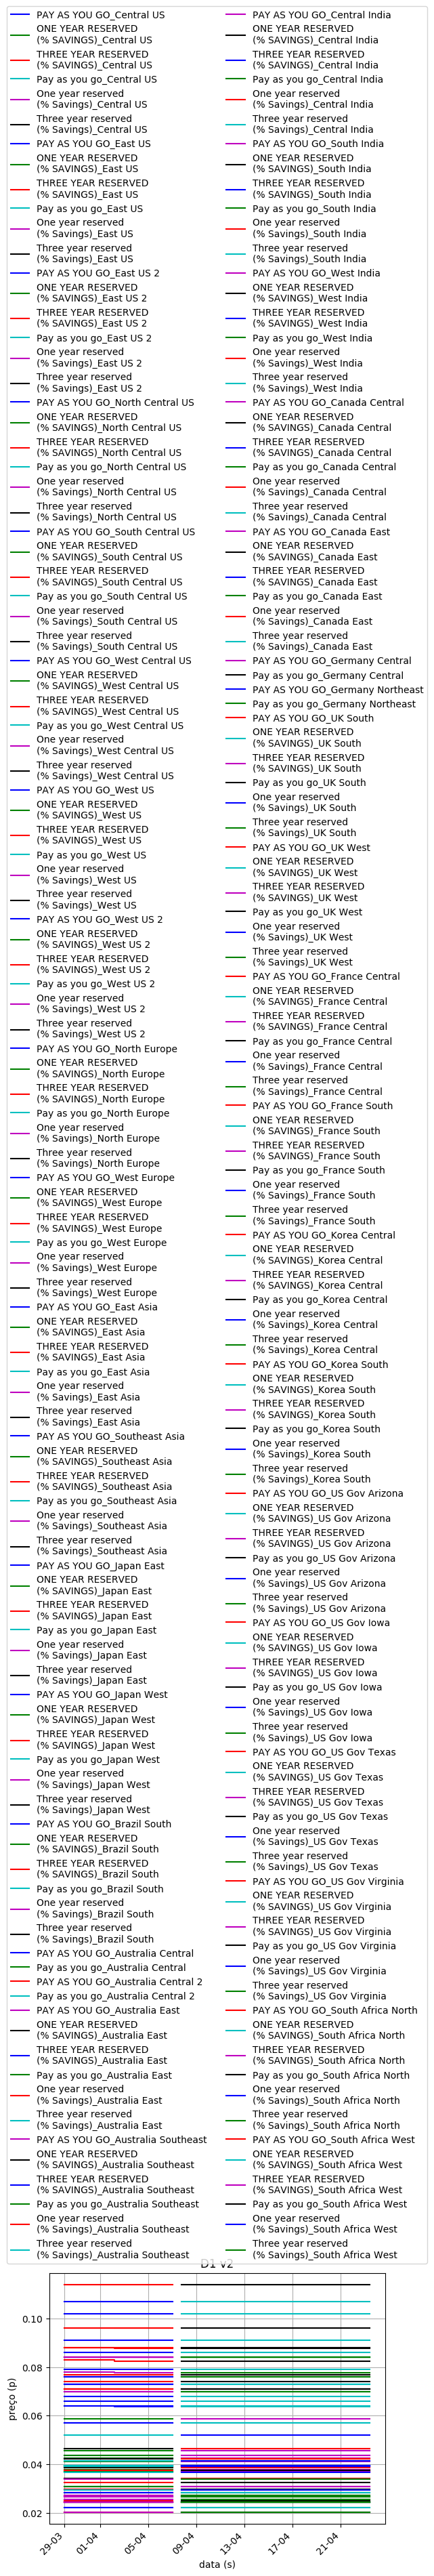 PAY AS YOU GO_Central US
ONE YEAR RESERVED
(% SAVINGS)_Central US
THREE YEAR RESERVED
(% SAVINGS)_Central US
Pay as you go_Central US
One year reserved
(% Savings)_Central US
Three year reserved
(% Savings)_Central US
PAY AS YOU GO_East US
ONE YEAR RESERVED
(% SAVINGS)_East US
THREE YEAR RESERVED
(% SAVINGS)_East US
Pay as you go_East US
One year reserved
(% Savings)_East US
Three year reserved
(% Savings)_East US
PAY AS YOU GO_East US 2
ONE YEAR RESERVED
(% SAVINGS)_East US 2
THREE YEAR RESERVED
(% SAVINGS)_East US 2
Pay as you go_East US 2
One year reserved
(% Savings)_East US 2
Three year reserved
(% Savings)_East US 2
PAY AS YOU GO_North Central US
ONE YEAR RESERVED
(% SAVINGS)_North Central US
THREE YEAR RESERVED
(% SAVINGS)_North Central US
Pay as you go_North Central US
One year reserved
(% Savings)_North Central US
Three year reserved
(% Savings)_North Central US
PAY AS YOU GO_South Central US
ONE YEAR RESERVED
(% SAVINGS)_South Central US
THREE YEAR RESERVED
(% SAVINGS)_South Central US
Pay as you go_South Central US
One year reserved
(% Savings)_South Central US
Three year reserved
(% Savings)_South Central US
PAY AS YOU GO_West Central US
ONE YEAR RESERVED
(% SAVINGS)_West Central US
THREE YEAR RESERVED
(% SAVINGS)_West Central US
Pay as you go_West Central US
One year reserved
(% Savings)_West Central US
Three year reserved
(% Savings)_West Central US
PAY AS YOU GO_West US
ONE YEAR RESERVED
(% SAVINGS)_West US
THREE YEAR RESERVED
(% SAVINGS)_West US
Pay as you go_West US
One year reserved
(% Savings)_West US
Three year reserved
(% Savings)_West US
PAY AS YOU GO_West US 2
ONE YEAR RESERVED
(% SAVINGS)_West US 2
THREE YEAR RESERVED
(% SAVINGS)_West US 2
Pay as you go_West US 2
One year reserved
(% Savings)_West US 2
Three year reserved
(% Savings)_West US 2
PAY AS YOU GO_North Europe
ONE YEAR RESERVED
(% SAVINGS)_North Europe
THREE YEAR RESERVED
(% SAVINGS)_North Europe
Pay as you go_North Europe
One year reserved
(% Savings)_North Europe
Three year reserved
(% Savings)_North Europe
PAY AS YOU GO_West Europe
ONE YEAR RESERVED
(% SAVINGS)_West Europe
THREE YEAR RESERVED
(% SAVINGS)_West Europe
Pay as you go_West Europe
One year reserved
(% Savings)_West Europe
Three year reserved
(% Savings)_West Europe
PAY AS YOU GO_East Asia
ONE YEAR RESERVED
(% SAVINGS)_East Asia
THREE YEAR RESERVED
(% SAVINGS)_East Asia
Pay as you go_East Asia
One year reserved
(% Savings)_East Asia
Three year reserved
(% Savings)_East Asia
PAY AS YOU GO_Southeast Asia
ONE YEAR RESERVED
(% SAVINGS)_Southeast Asia
THREE YEAR RESERVED
(% SAVINGS)_Southeast Asia
Pay as you go_Southeast Asia
One year reserved
(% Savings)_Southeast Asia
Three year reserved
(% Savings)_Southeast Asia
PAY AS YOU GO_Japan East
ONE YEAR RESERVED
(% SAVINGS)_Japan East
THREE YEAR RESERVED
(% SAVINGS)_Japan East
Pay as you go_Japan East
One year reserved
(% Savings)_Japan East
Three year reserved
(% Savings)_Japan East
PAY AS YOU GO_Japan West
ONE YEAR RESERVED
(% SAVINGS)_Japan West
THREE YEAR RESERVED
(% SAVINGS)_Japan West
Pay as you go_Japan West
One year reserved
(% Savings)_Japan West
Three year reserved
(% Savings)_Japan West
PAY AS YOU GO_Brazil South
ONE YEAR RESERVED
(% SAVINGS)_Brazil South
THREE YEAR RESERVED
(% SAVINGS)_Brazil South
Pay as you go_Brazil South
One year reserved
(% Savings)_Brazil South
Three year reserved
(% Savings)_Brazil South
PAY AS YOU GO_Australia Central
Pay as you go_Australia Central
PAY AS YOU GO_Australia Central 2
Pay as you go_Australia Central 2
PAY AS YOU GO_Australia East
ONE YEAR RESERVED
(% SAVINGS)_Australia East
THREE YEAR RESERVED
(% SAVINGS)_Australia East
Pay as you go_Australia East
One year reserved
(% Savings)_Australia East
Three year reserved
(% Savings)_Australia East
PAY AS YOU GO_Australia Southeast
ONE YEAR RESERVED
(% SAVINGS)_Australia Southeast
THREE YEAR RESERVED
(% SAVINGS)_Australia Southeast
Pay as you go_Australia Southeast
One year reserved
(% Savings)_Australia Southeast
Three year reserved
(% Savings)_Australia Southeast
PAY AS YOU GO_Central India
ONE YEAR RESERVED
(% SAVINGS)_Central India
THREE YEAR RESERVED
(% SAVINGS)_Central India
Pay as you go_Central India
One year reserved
(% Savings)_Central India
Three year reserved
(% Savings)_Central India
PAY AS YOU GO_South India
ONE YEAR RESERVED
(% SAVINGS)_South India
THREE YEAR RESERVED
(% SAVINGS)_South India
Pay as you go_South India
One year reserved
(% Savings)_South India
Three year reserved
(% Savings)_South India
PAY AS YOU GO_West India
ONE YEAR RESERVED
(% SAVINGS)_West India
THREE YEAR RESERVED
(% SAVINGS)_West India
Pay as you go_West India
One year reserved
(% Savings)_West India
Three year reserved
(% Savings)_West India
PAY AS YOU GO_Canada Central
ONE YEAR RESERVED
(% SAVINGS)_Canada Central
THREE YEAR RESERVED
(% SAVINGS)_Canada Central
Pay as you go_Canada Central
One year reserved
(% Savings)_Canada Central
Three year reserved
(% Savings)_Canada Central
PAY AS YOU GO_Canada East
ONE YEAR RESERVED
(% SAVINGS)_Canada East
THREE YEAR RESERVED
(% SAVINGS)_Canada East
Pay as you go_Canada East
One year reserved
(% Savings)_Canada East
Three year reserved
(% Savings)_Canada East
PAY AS YOU GO_Germany Central
Pay as you go_Germany Central
PAY AS YOU GO_Germany Northeast
Pay as you go_Germany Northeast
PAY AS YOU GO_UK South
ONE YEAR RESERVED
(% SAVINGS)_UK South
THREE YEAR RESERVED
(% SAVINGS)_UK South
Pay as you go_UK South
One year reserved
(% Savings)_UK South
Three year reserved
(% Savings)_UK South
PAY AS YOU GO_UK West
ONE YEAR RESERVED
(% SAVINGS)_UK West
THREE YEAR RESERVED
(% SAVINGS)_UK West
Pay as you go_UK West
One year reserved
(% Savings)_UK West
Three year reserved
(% Savings)_UK West
PAY AS YOU GO_France Central
ONE YEAR RESERVED
(% SAVINGS)_France Central
THREE YEAR RESERVED
(% SAVINGS)_France Central
Pay as you go_France Central
One year reserved
(% Savings)_France Central
Three year reserved
(% Savings)_France Central
PAY AS YOU GO_France South
ONE YEAR RESERVED
(% SAVINGS)_France South
THREE YEAR RESERVED
(% SAVINGS)_France South
Pay as you go_France South
One year reserved
(% Savings)_France South
Three year reserved
(% Savings)_France South
PAY AS YOU GO_Korea Central
ONE YEAR RESERVED
(% SAVINGS)_Korea Central
THREE YEAR RESERVED
(% SAVINGS)_Korea Central
Pay as you go_Korea Central
One year reserved
(% Savings)_Korea Central
Three year reserved
(% Savings)_Korea Central
PAY AS YOU GO_Korea South
ONE YEAR RESERVED
(% SAVINGS)_Korea South
THREE YEAR RESERVED
(% SAVINGS)_Korea South
Pay as you go_Korea South
One year reserved
(% Savings)_Korea South
Three year reserved
(% Savings)_Korea South
PAY AS YOU GO_US Gov Arizona
ONE YEAR RESERVED
(% SAVINGS)_US Gov Arizona
THREE YEAR RESERVED
(% SAVINGS)_US Gov Arizona
Pay as you go_US Gov Arizona
One year reserved
(% Savings)_US Gov Arizona
Three year reserved
(% Savings)_US Gov Arizona
PAY AS YOU GO_US Gov Iowa
ONE YEAR RESERVED
(% SAVINGS)_US Gov Iowa
THREE YEAR RESERVED
(% SAVINGS)_US Gov Iowa
Pay as you go_US Gov Iowa
One year reserved
(% Savings)_US Gov Iowa
Three year reserved
(% Savings)_US Gov Iowa
PAY AS YOU GO_US Gov Texas
ONE YEAR RESERVED
(% SAVINGS)_US Gov Texas
THREE YEAR RESERVED
(% SAVINGS)_US Gov Texas
Pay as you go_US Gov Texas
One year reserved
(% Savings)_US Gov Texas
Three year reserved
(% Savings)_US Gov Texas
PAY AS YOU GO_US Gov Virginia
ONE YEAR RESERVED
(% SAVINGS)_US Gov Virginia
THREE YEAR RESERVED
(% SAVINGS)_US Gov Virginia
Pay as you go_US Gov Virginia
One year reserved
(% Savings)_US Gov Virginia
Three year reserved
(% Savings)_US Gov Virginia
PAY AS YOU GO_South Africa North
ONE YEAR RESERVED
(% SAVINGS)_South Africa North
THREE YEAR RESERVED
(% SAVINGS)_South Africa North
Pay as you go_South Africa North
One year reserved
(% Savings)_South Africa North
Three year reserved
(% Savings)_South Africa North
PAY AS YOU GO_South Africa West
ONE YEAR RESERVED
(% SAVINGS)_South Africa West
THREE YEAR RESERVED
(% SAVINGS)_South Africa West
Pay as you go_South Africa West
One year reserved
(% Savings)_South Africa West
Three year reserved
(% Savings)_South Africa West
D1 v2
preço (p)
0.10
0.08
0.06
0.04
0.02
29-03
01-04
05-04
09-04
13-04
17-04
21-04
data (s)